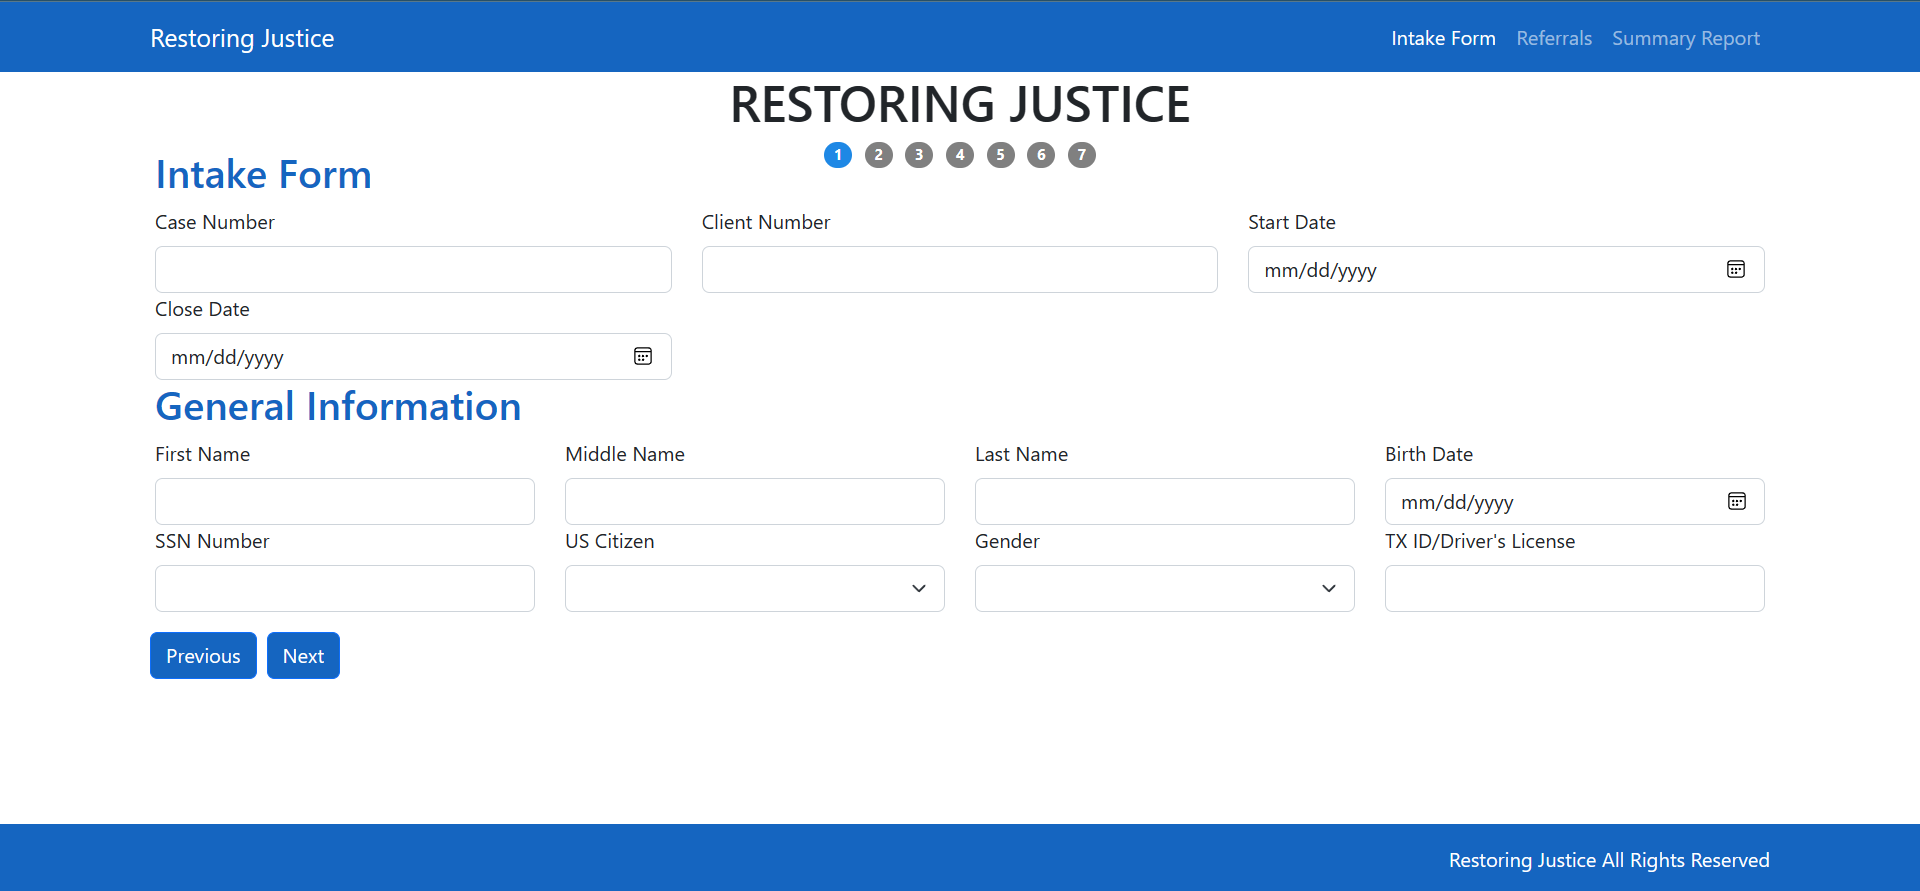 Restoring Justice
Intake Form Referrals Summary Report
RESTORING JUSTICE
1 2 3 4 5 6 7
Intake Form
Case Number Client Number Start Date
mm/dd/yyyy
Close Date
mm/dd/yyyy
General Information
First Name Middle Name Last Name Birth Date
mm/dd/yyyy
SSN Number US Citizen Gender TX ID/Driver's License
Previous Next
Restoring Justice All Rights Reserved